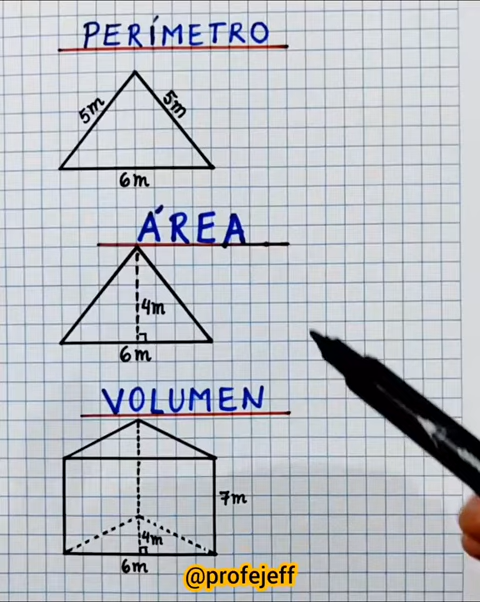 PERÍMETRO
5m
5m
6m
ÁREA
4m
6m
VOLUMEN
7m
4m
6m
@profejeff